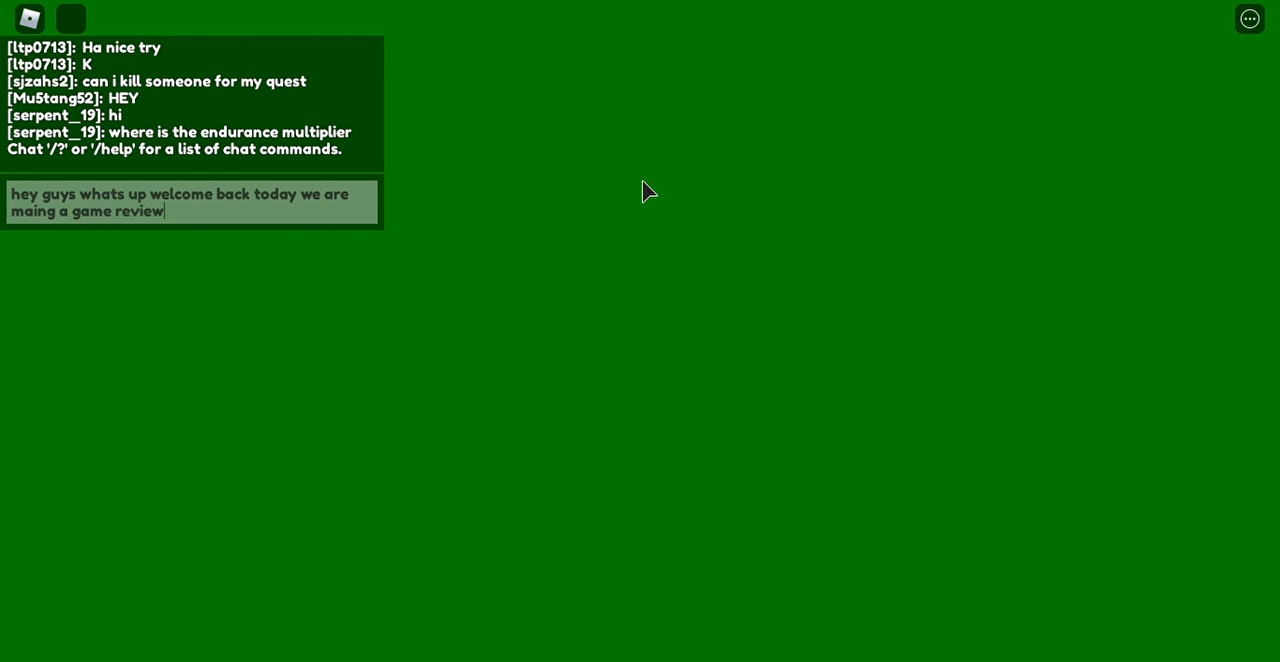 [ltp0713]: Ha nice try
[ltp0713]: K
[sjzahs2]: can i kill someone for my quest
[Mu5tang52]: HEY
[serpent_19]: hi
[serpent_19]: where is the endurance multiplier
Chat '/?' or '/help' for a list of chat commands.
hey guys whats up welcome back today we are
maing a game review